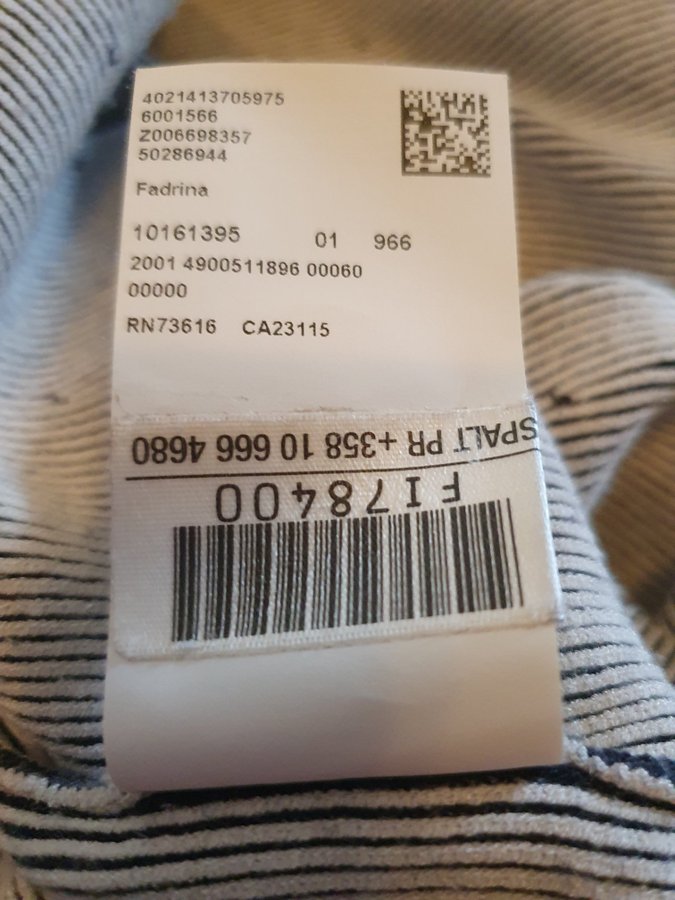 4021413705975
6001566
Z006698357
50286944
Fadrina
10161395 01 966
2001 4900511896 00060
00000
RN73616 CA23115
SPALT PR +358 10 666 4680
FI78400